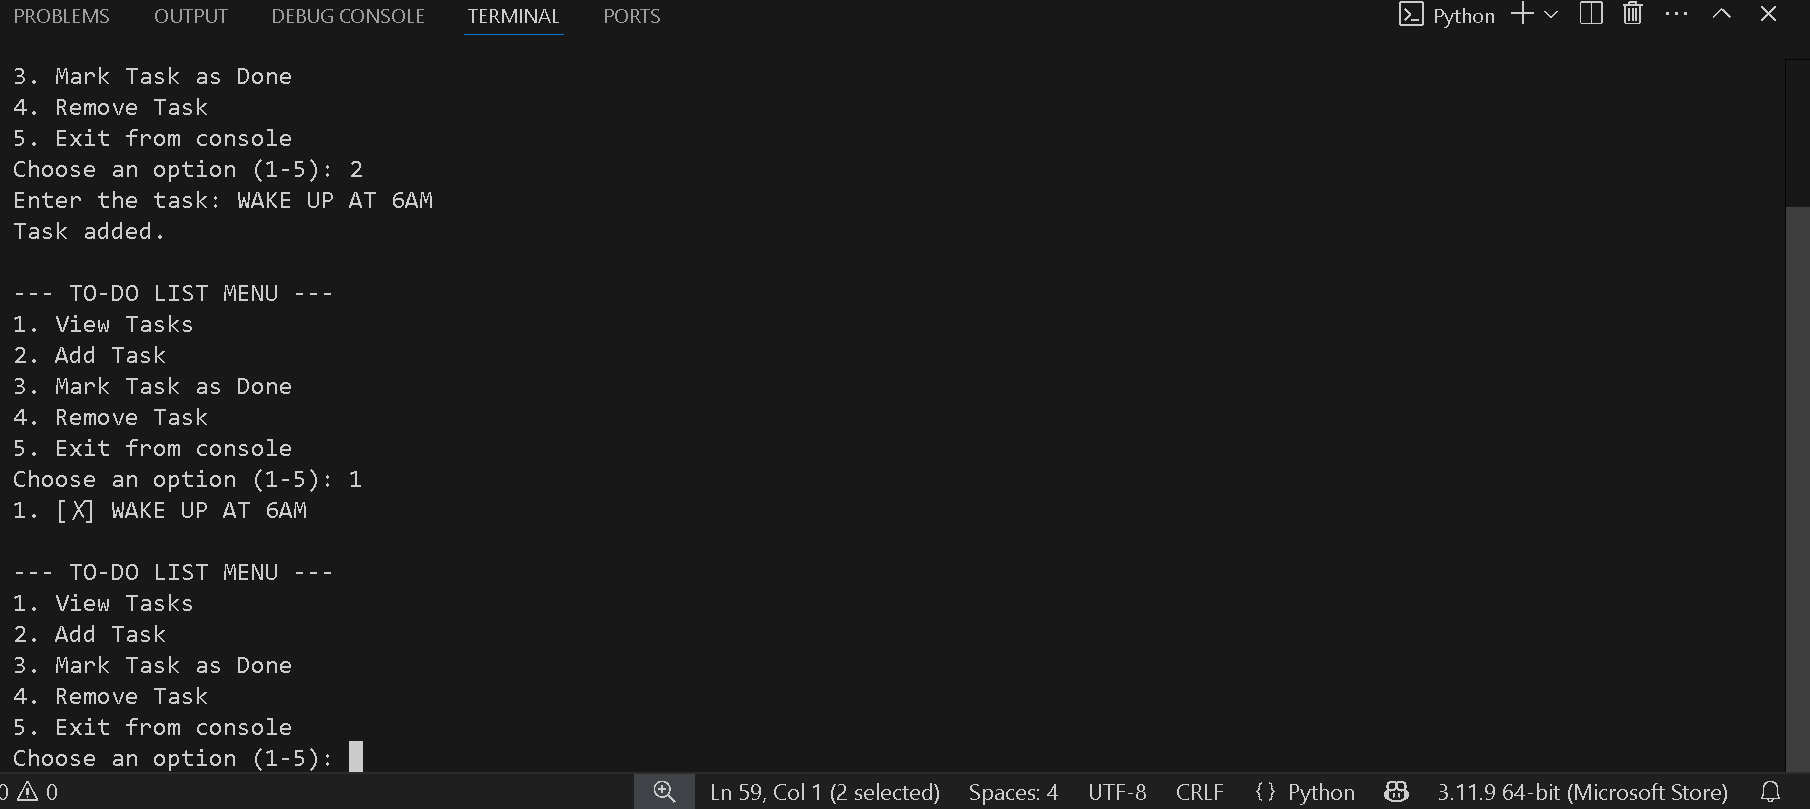 PROBLEMS OUTPUT DEBUG CONSOLE TERMINAL PORTS Python
3. Mark Task as Done
4. Remove Task
5. Exit from console
Choose an option (1-5): 2
Enter the task: WAKE UP AT 6AM
Task added.
--- TO-DO LIST MENU ---
1. View Tasks
2. Add Task
3. Mark Task as Done
4. Remove Task
5. Exit from console
Choose an option (1-5): 1
1. [X] WAKE UP AT 6AM
--- TO-DO LIST MENU ---
1. View Tasks
2. Add Task
3. Mark Task as Done
4. Remove Task
5. Exit from console
Choose an option (1-5):
0 0 Ln 59, Col 1 (2 selected) Spaces: 4 UTF-8 CRLF {} Python 3.11.9 64-bit (Microsoft Store)